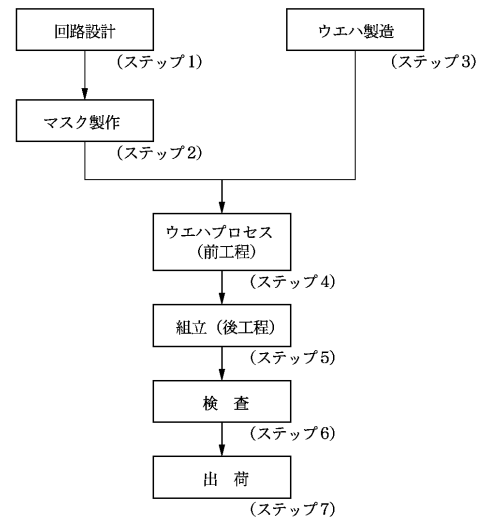 回路設計
(ステップ1)
マスク製作
(ステップ2)
ウエハ製造
(ステップ3)
ウエハプロセス
(前工程)
(ステップ4)
組立(後工程)
(ステップ5)
検 査
(ステップ6)
出 荷
(ステップ7)